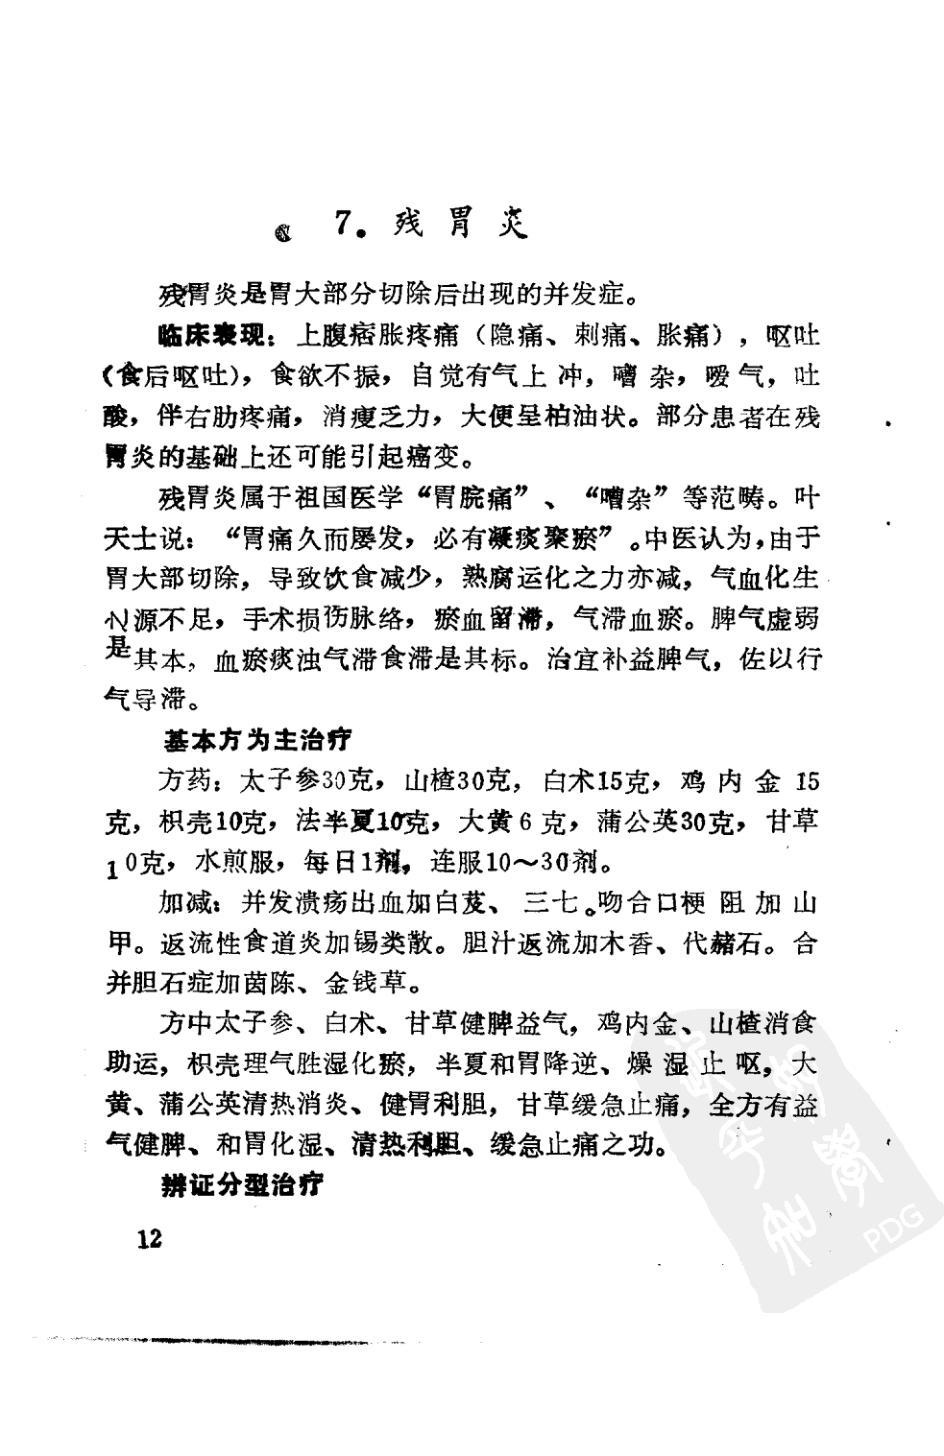 7. 残胃炎
残胃炎是胃大部分切除后出现的并发症。
临床表现：上腹痞胀疼痛（隐痛、刺痛、胀痛），呕吐
（食后呕吐），食欲不振，自觉有气上冲，嘈杂，嗳气，吐
酸，伴右肋疼痛，消瘦乏力，大便呈柏油状。部分患者在残
胃炎的基础上还可能引起癌变。
残胃炎属于祖国医学“胃脘痛”、“嘈杂”等范畴。叶
天士说：“胃痛久而屡发，必有凝痰聚瘀”。中医认为，由于
胃大部切除，导致饮食减少，熟腐运化之力亦减，气血化生
源不足，手术损伤脉络，瘀血留滞，气滞血瘀。脾气虚弱
是其本，血瘀痰浊气滞食滞是其标。治宜补益脾气，佐以行
气导滞。
基本方为主治疗
方药：太子参30克，山楂30克，白术15克，鸡内金15
克，枳壳10克，法半夏10克，大黄6克，蒲公英30克，甘草
10克，水煎服，每日1剂，连服10～30剂。
加减：并发溃疡出血加白芨、三七。吻合口梗阻加山
甲。返流性食道炎加锡类散。胆汁返流加木香、代赭石。合
并胆石症加茵陈、金钱草。
方中太子参、白术、甘草健脾益气，鸡内金、山楂消食
助运，枳壳理气胜湿化瘀，半夏和胃降逆、燥湿止呕，大
黄、蒲公英清热消炎、健胃利胆，甘草缓急止痛，全方有益
气健脾、和胃化湿、清热利胆、缓急止痛之功。
辨证分型治疗
12
PDG